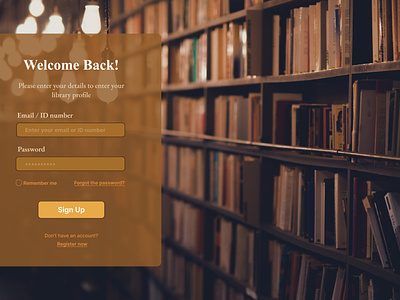 Welcome Back!
Please enter your details to enter your
library profile
Email / ID number
Enter your email or ID number
Password
Remember me
Forgot the password?
Sign Up
Don't have an account?
Register now